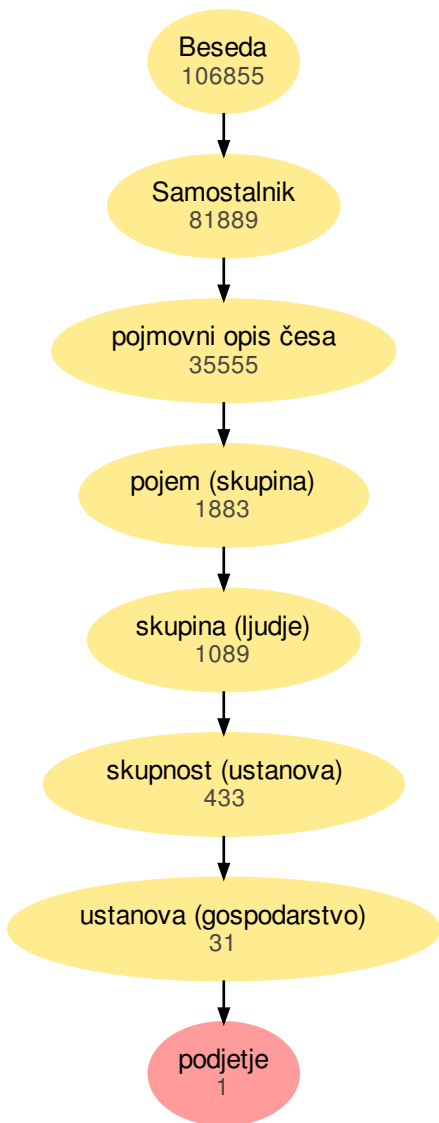 Beseda
106855
Samostalnik
81889
pojmovni opis česa
35555
pojem (skupina)
1883
skupina (ljudje)
1089
skupnost (ustanova)
433
ustanova (gospodarstvo)
31
podjetje
1